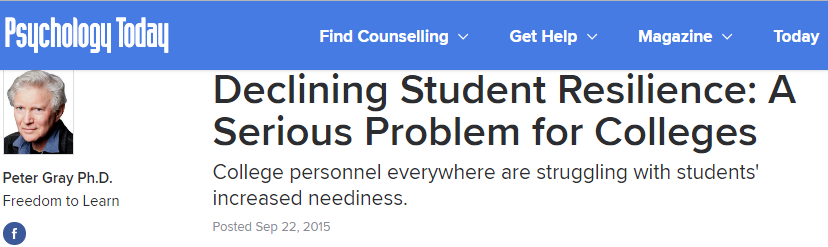 Psychology Today
Find Counselling Get Help Magazine Today
Declining Student Resilience: A
Serious Problem for Colleges
College personnel everywhere are struggling with students'
increased neediness.
Posted Sep 22, 2015
Peter Gray Ph.D.
Freedom to Learn
f